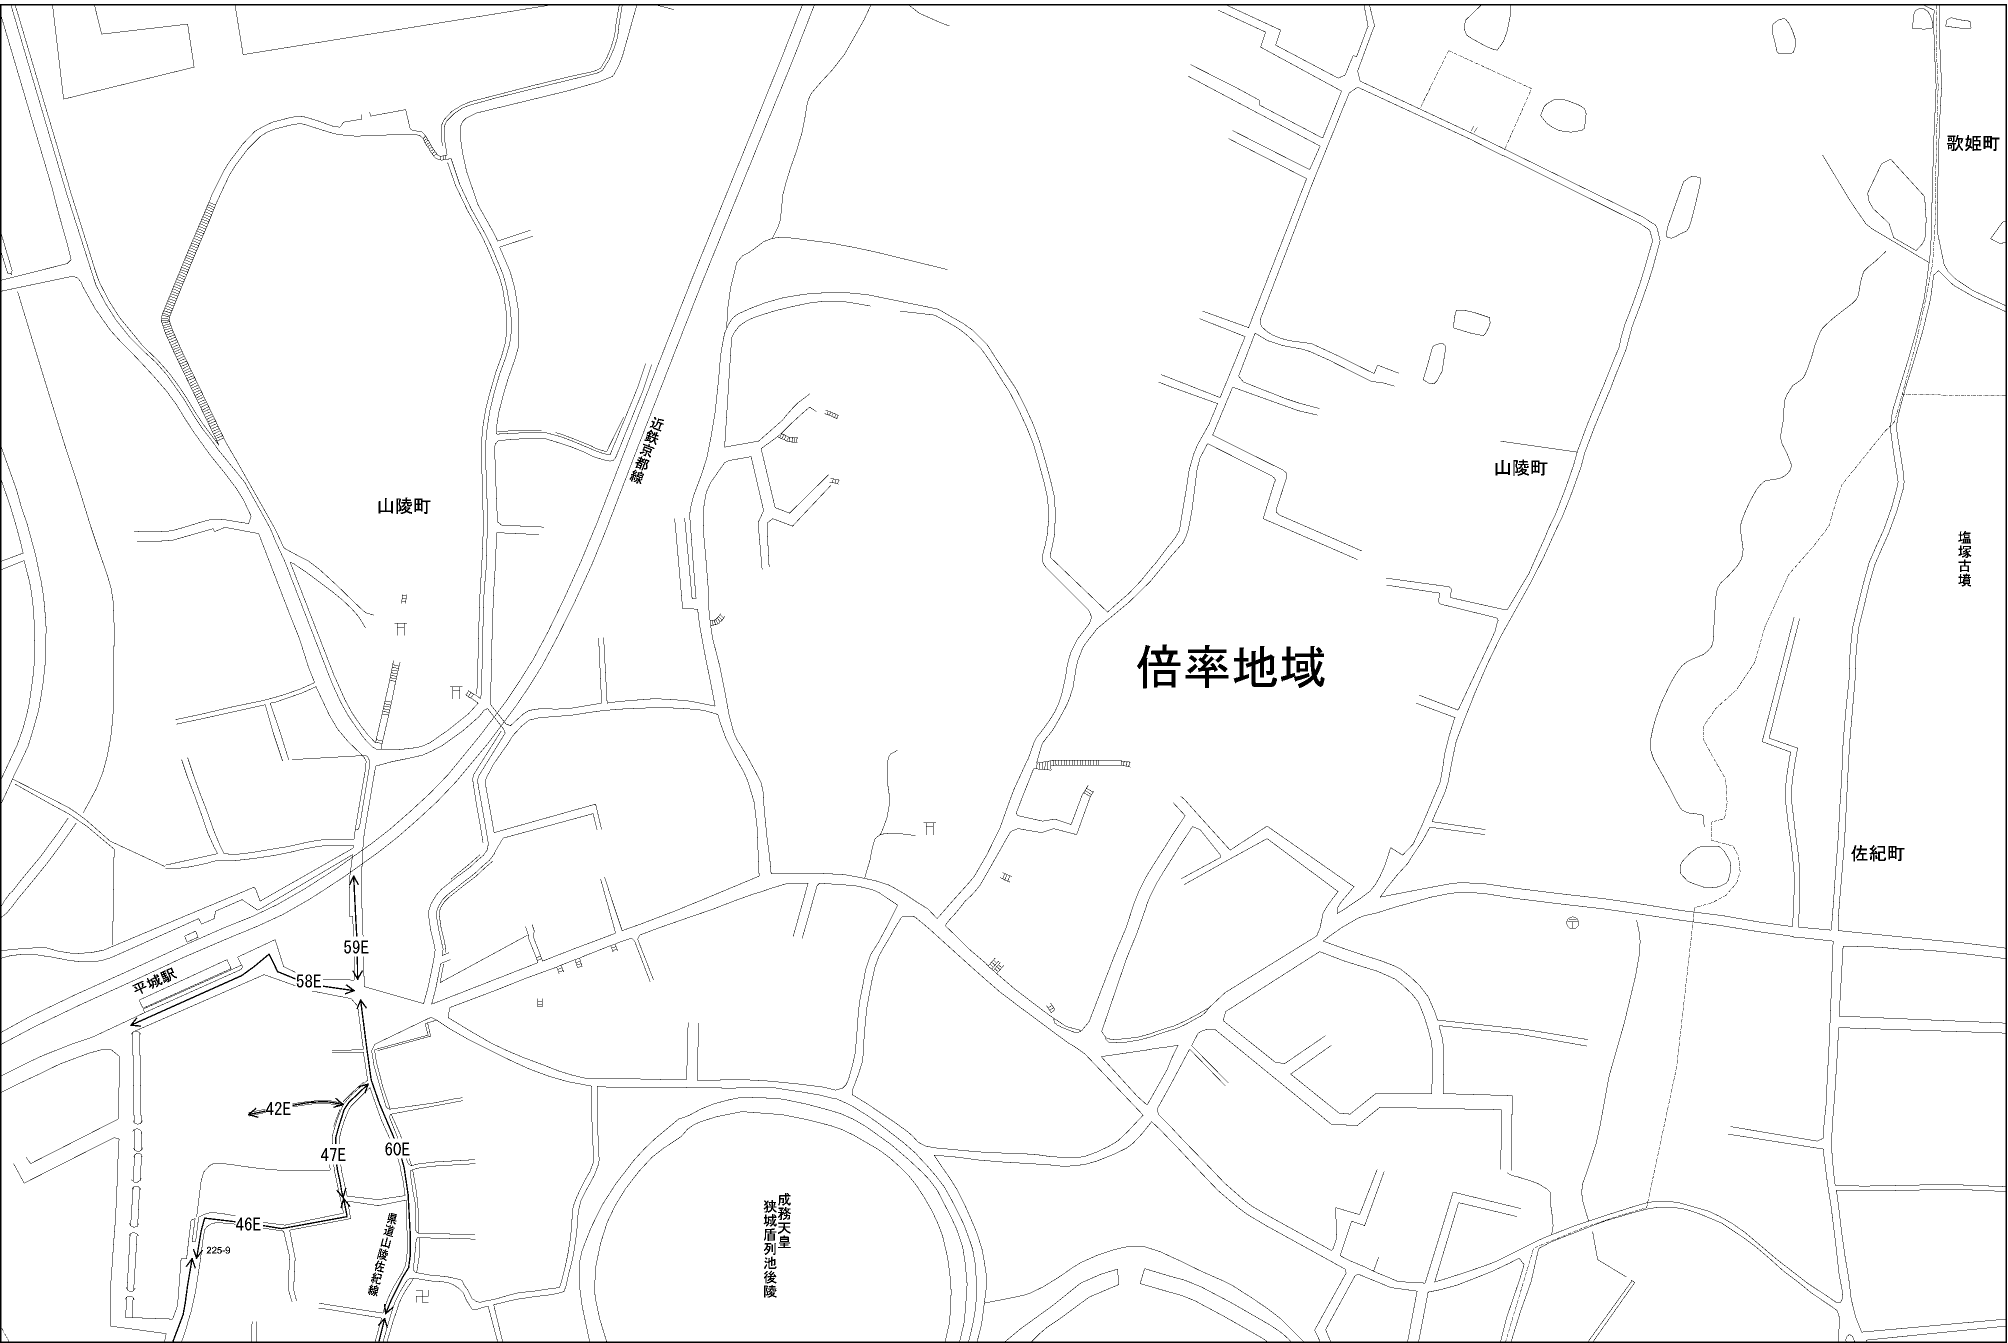 歌姫町
近鉄京都線
山陵町
山陵町
塩塚古墳
倍率地域
佐紀町
59E
平城駅
58E
42E
47E
60E
46E
225-9
県道山陵佐紀線
成務天皇
狭城盾列池後陵